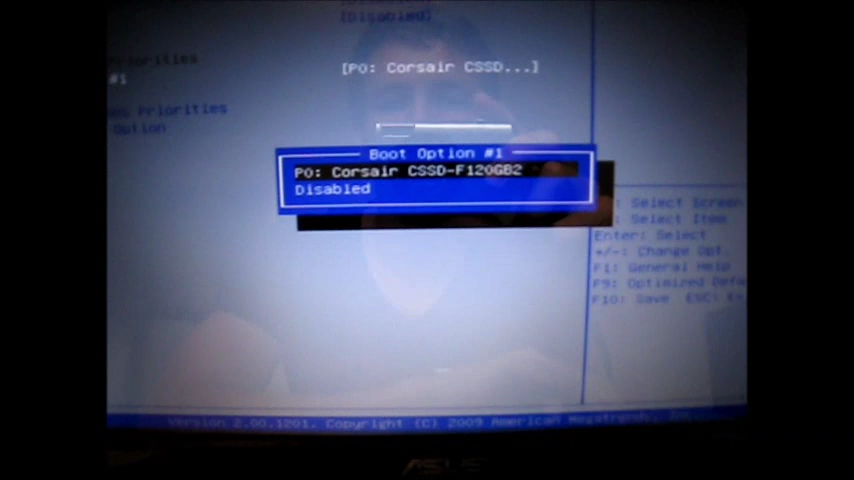 [Disabled]
Priorities
#1
[P0: Corsair CSSD...]
BBS Priorities
Option
Boot Option #1
P0: Corsair CSSD-F120GB2
Disabled
: Select Screen
: Select Item
Enter: Select
+/-: Change Opt.
F1: General Help
F9: Optimized Defa
F10: Save ESC: Ex
Version 2.00.1201. Copyright (C) 2009 American Megatrends, Inc
ASUS